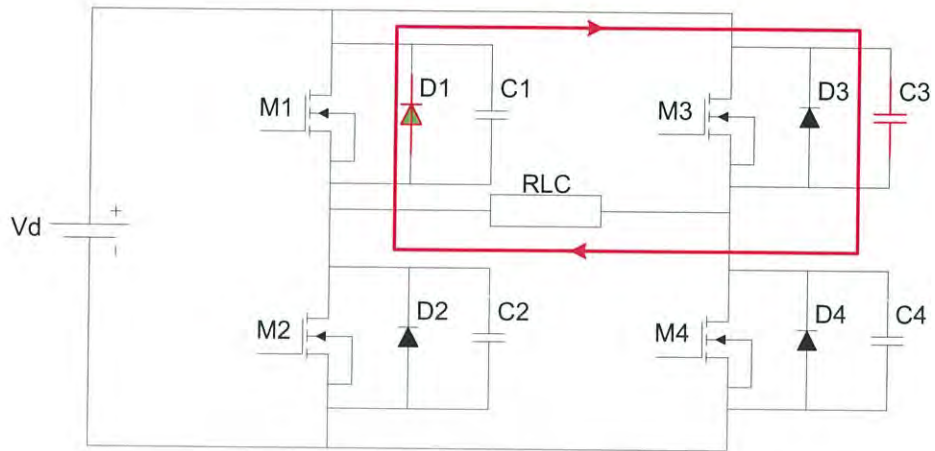 D1 C1 D3 C3
M1 M3
RLC
Vd + −
D2 C2 D4 C4
M2 M4